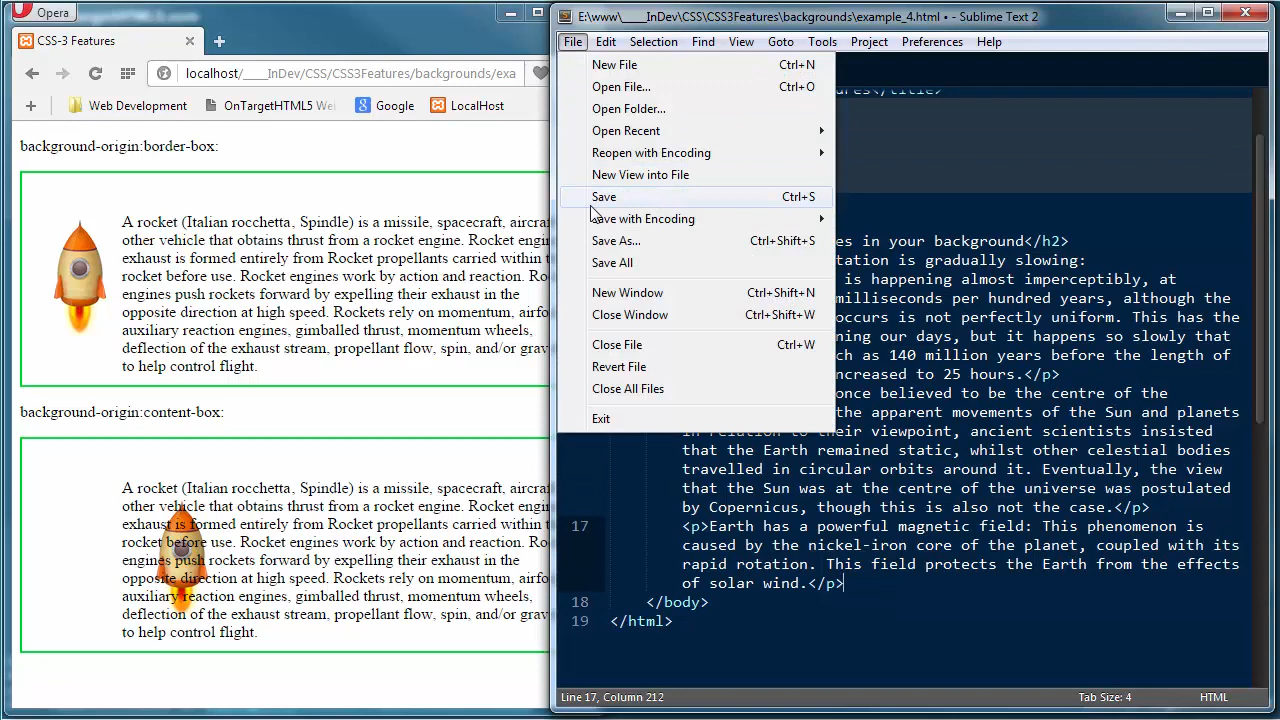 Opera
CSS-3 Features
localhost/____InDev/CSS/CSS3Features/backgrounds/exa
Web Development
OnTargetHTML5 We
Google
LocalHost
background-origin:border-box:
A rocket (Italian rocchetta, Spindle) is a missile, spacecraft, aircraf
other vehicle that obtains thrust from a rocket engine. Rocket engin
exhaust is formed entirely from Rocket propellants carried within th
rocket before use. Rocket engines work by action and reaction. Rock
engines push rockets forward by expelling their exhaust in the
opposite direction at high speed. Rockets rely on momentum, airfo
auxiliary reaction engines, gimballed thrust, momentum wheels,
deflection of the exhaust stream, propellant flow, spin, and/or grav
to help control flight.
background-origin:content-box:
A rocket (Italian rocchetta, Spindle) is a missile, spacecraft, aircraf
other vehicle that obtains thrust from a rocket engine. Rocket engin
exhaust is formed entirely from Rocket propellants carried within th
rocket before use. Rocket engines work by action and reaction. Rock
engines push rockets forward by expelling their exhaust in the
opposite direction at high speed. Rockets rely on momentum, airfo
auxiliary reaction engines, gimballed thrust, momentum wheels,
deflection of the exhaust stream, propellant flow, spin, and/or grav
to help control flight.
E:\www\____InDev\CSS\CSS3Features\backgrounds\example_4.html • - Sublime Text 2
File Edit Selection Find View Goto Tools Project Preferences Help
New File Ctrl+N
Open File... Ctrl+O
Open Folder...
Open Recent
Reopen with Encoding
New View into File
Save Ctrl+S
Save with Encoding
Save As... Ctrl+Shift+S
Save All
New Window Ctrl+Shift+N
Close Window Ctrl+Shift+W
Close File Ctrl+W
Revert File
Close All Files
Exit
ures</title>
es in your background</h2>
tation is gradually slowing:
is happening almost imperceptibly, at
milliseconds per hundred years, although the
occurs is not perfectly uniform. This has the
ning our days, but it happens so slowly that
ch as 140 million years before the length of
ncreased to 25 hours.</p>
once believed to be the centre of the
the apparent movements of the Sun and planets
in relation to their viewpoint, ancient scientists insisted
that the Earth remained static, whilst other celestial bodies
travelled in circular orbits around it. Eventually, the view
that the Sun was at the centre of the universe was postulated
by Copernicus, though this is also not the case.</p>
17 <p>Earth has a powerful magnetic field: This phenomenon is
caused by the nickel-iron core of the planet, coupled with its
rapid rotation. This field protects the Earth from the effects
of solar wind.</p>
18 </body>
19 </html>
Line 17, Column 212
Tab Size: 4
HTML